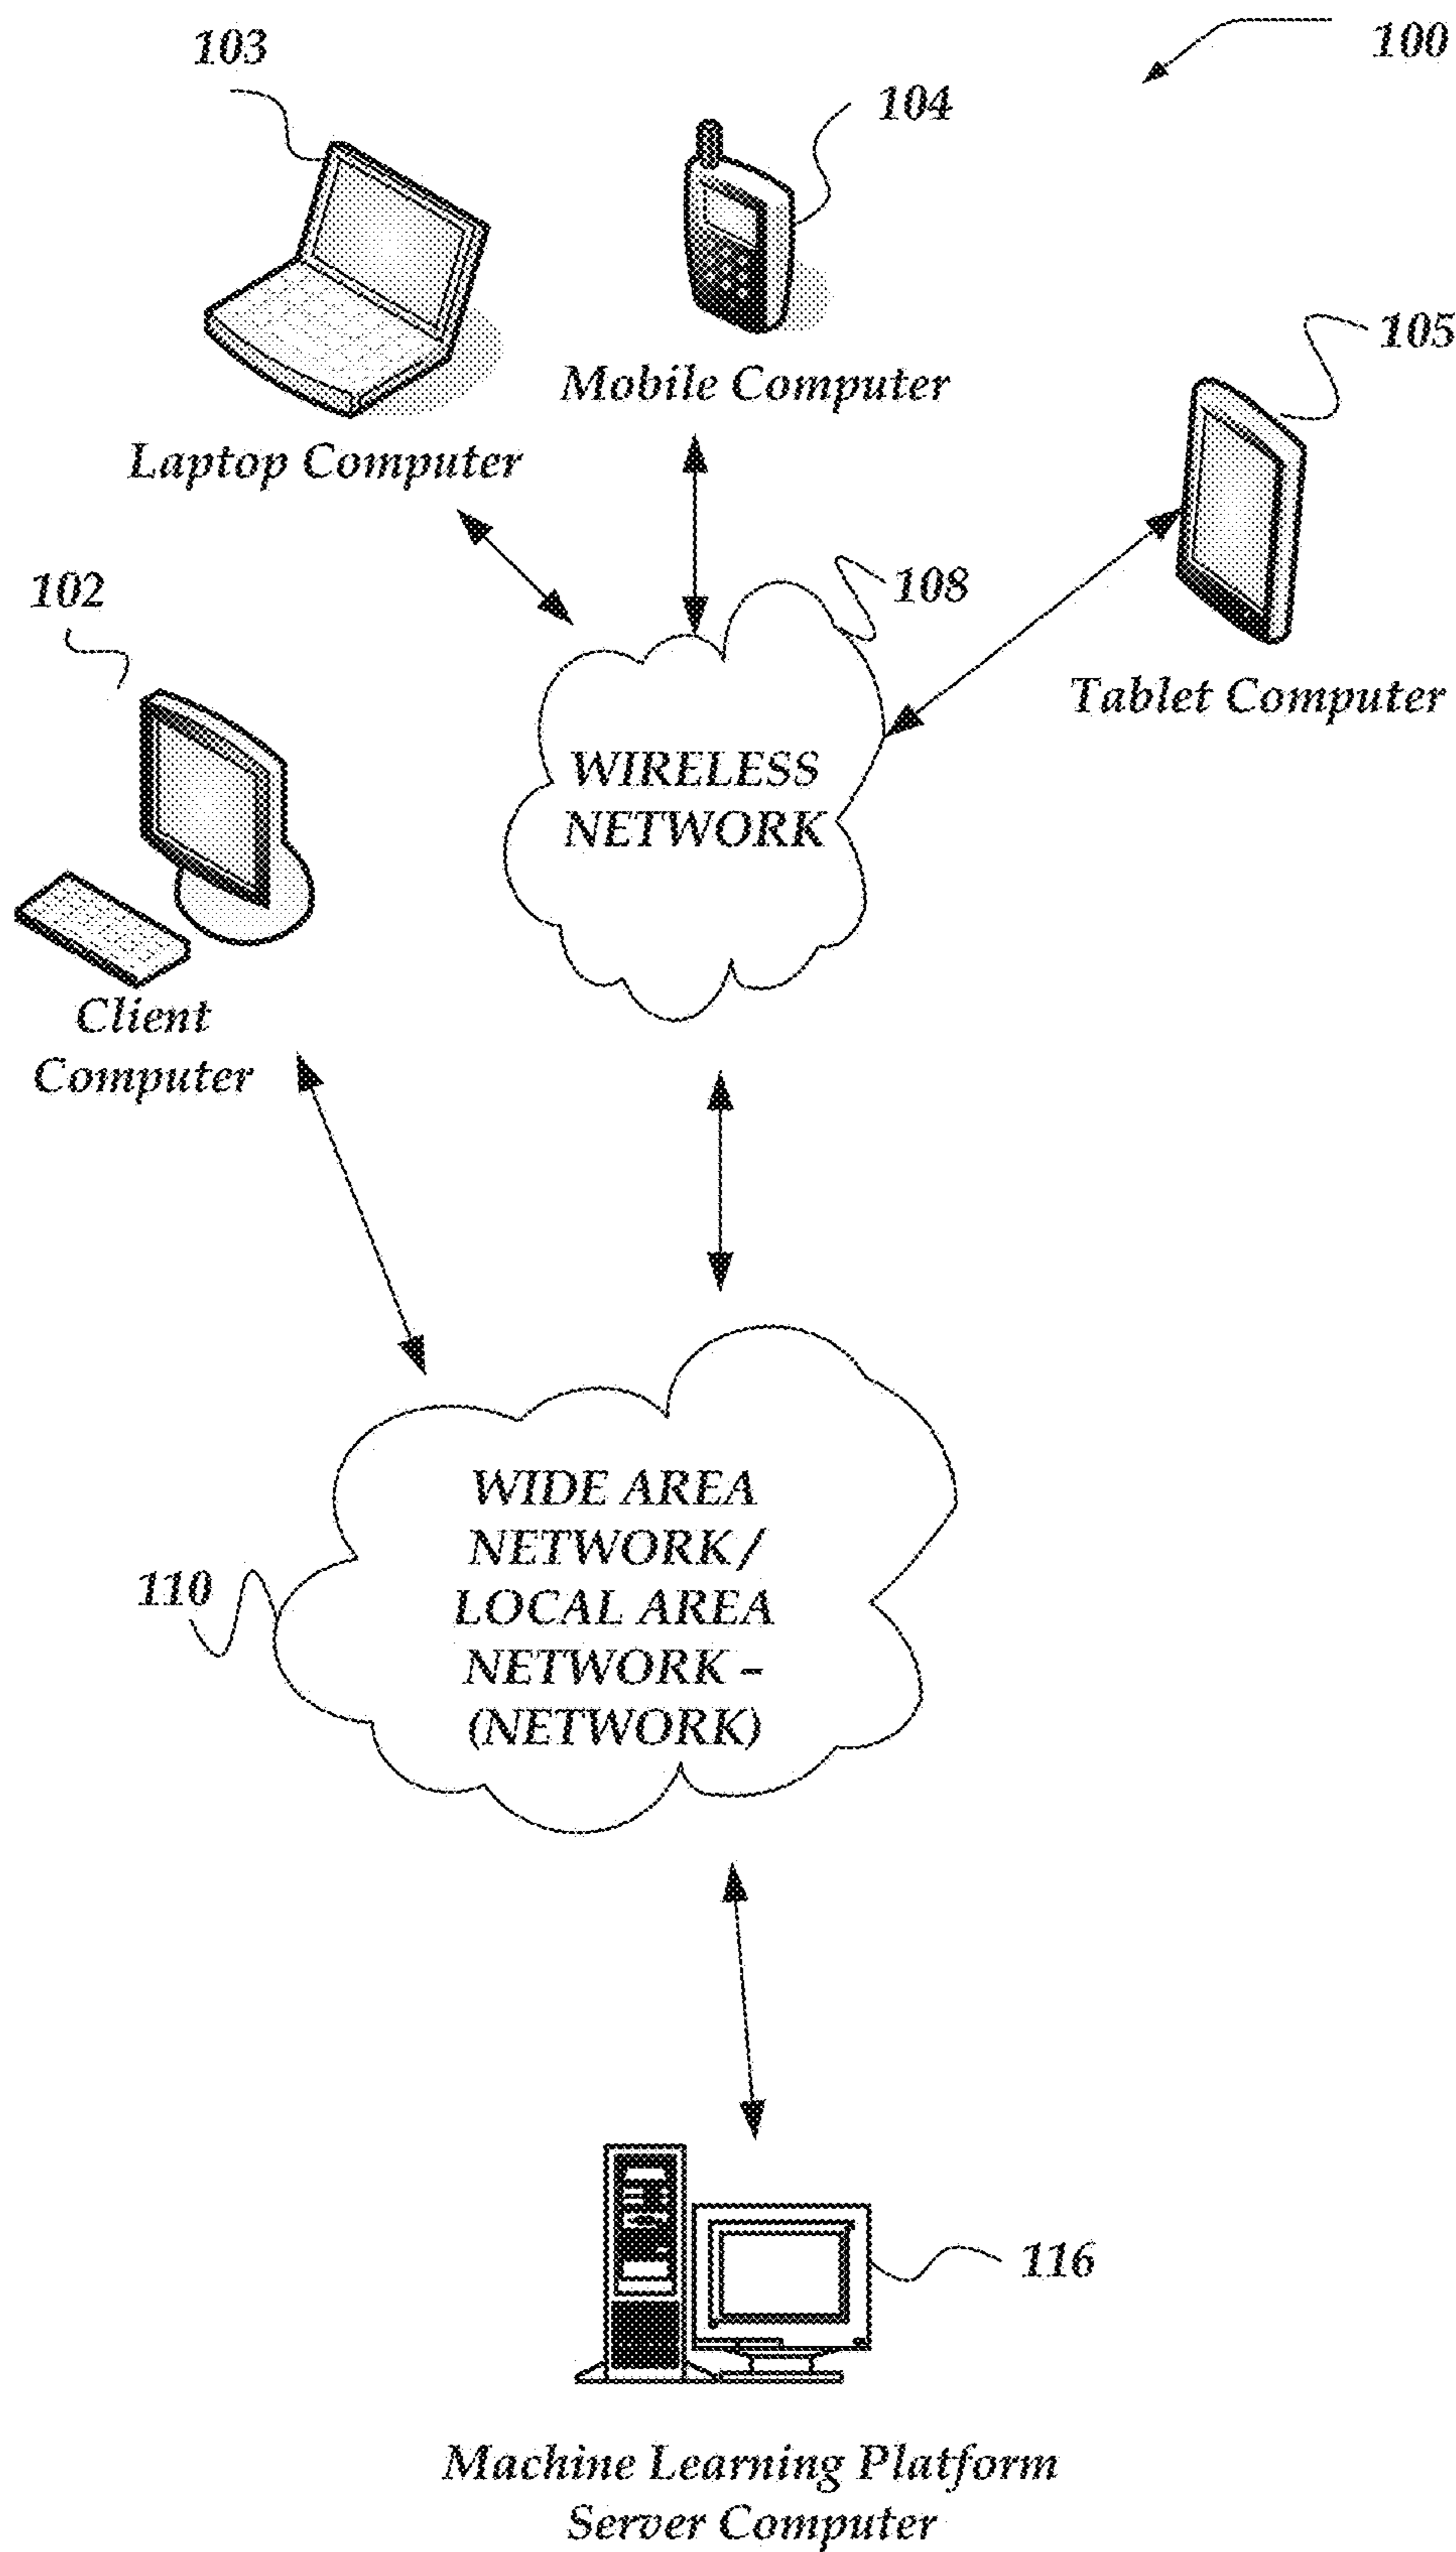 100
103
104
Mobile Computer
105
Laptop Computer
108
102
Tablet Computer
WIRELESS
NETWORK
Client
Computer
WIDE AREA
NETWORK /
LOCAL AREA
NETWORK –
(NETWORK)
110
116
Machine Learning Platform
Server Computer